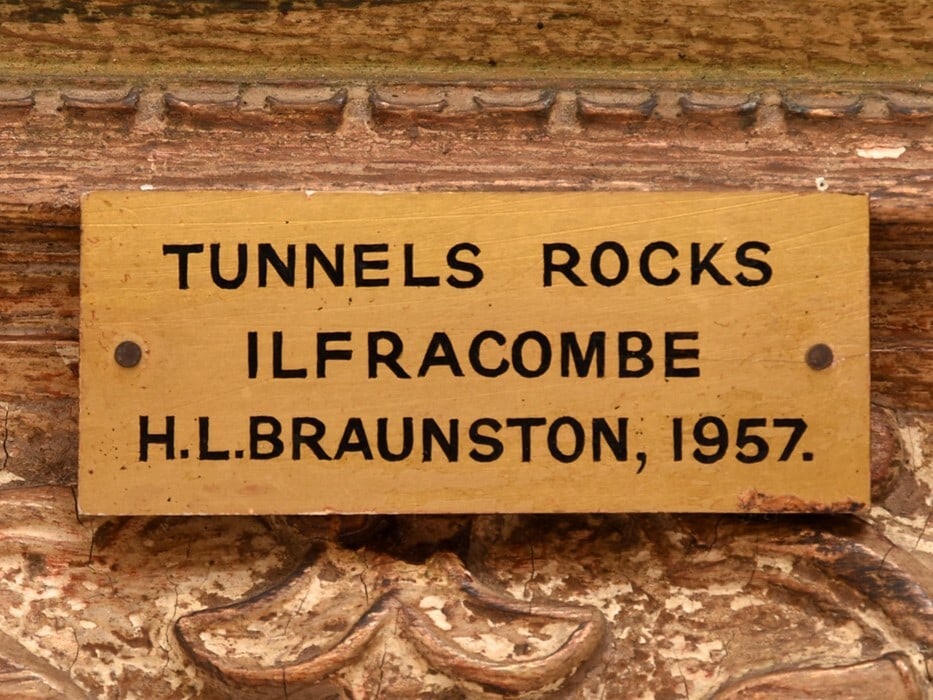 TUNNELS ROCKS
ILFRACOMBE
H.L.BRAUNSTON, 1957.